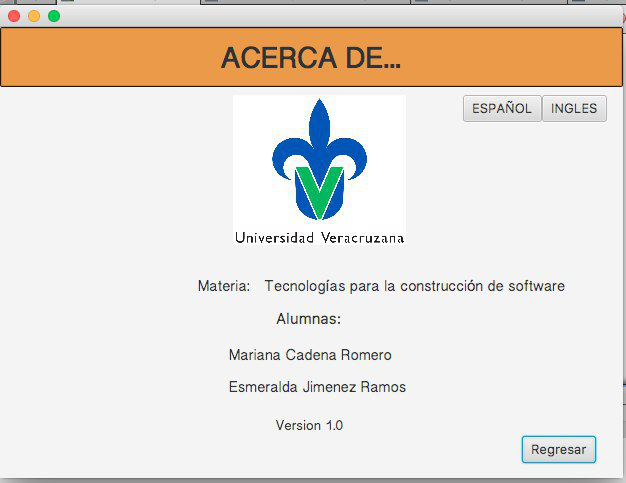 ACERCA DE...
ESPAÑOL INGLES
Universidad Veracruzana
Materia: Tecnologías para la construcción de software
Alumnas:
Mariana Cadena Romero
Esmeralda Jimenez Ramos
Version 1.0
Regresar